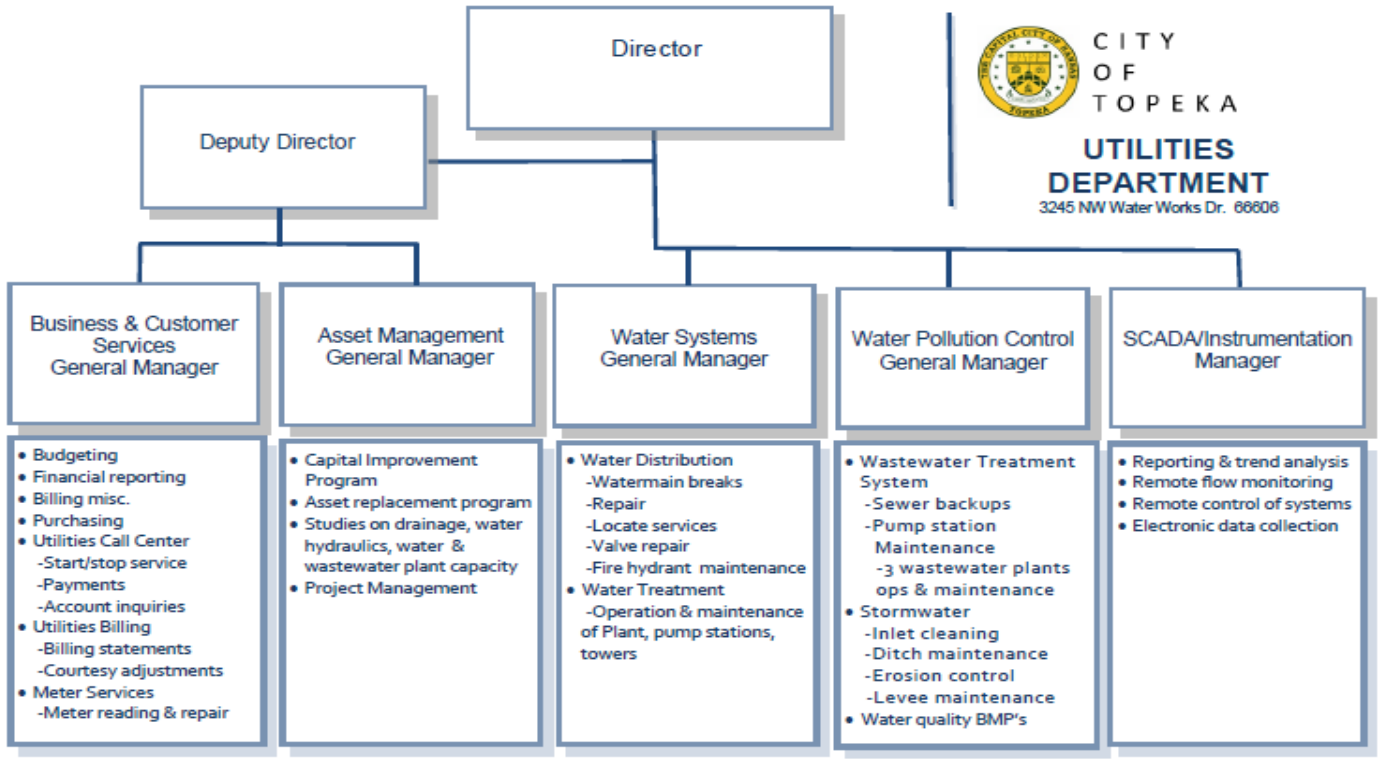 Director
Deputy Director
THE CAPITAL CITY OF KANSAS
TOPEKA
CITY
OF
TOPEKA
UTILITIES
DEPARTMENT
3245 NW Water Works Dr. 66606
Business & Customer
Services
General Manager
• Budgeting
• Financial reporting
• Billing misc.
• Purchasing
• Utilities Call Center
-Start/stop service
-Payments
-Account inquiries
• Utilities Billing
-Billing statements
-Courtesy adjustments
• Meter Services
-Meter reading & repair
Asset Management
General Manager
• Capital Improvement
Program
• Asset replacement program
• Studies on drainage, water
hydraulics, water &
wastewater plant capacity
• Project Management
Water Systems
General Manager
• Water Distribution
-Watermain breaks
-Repair
-Locate services
-Valve repair
-Fire hydrant maintenance
• Water Treatment
-Operation & maintenance
of Plant, pump stations,
towers
Water Pollution Control
General Manager
• Wastewater Treatment
System
-Sewer backups
-Pump station
Maintenance
-3 wastewater plants
ops & maintenance
• Stormwater
-Inlet cleaning
-Ditch maintenance
-Erosion control
-Levee maintenance
• Water quality BMP's
SCADA/Instrumentation
Manager
• Reporting & trend analysis
• Remote flow monitoring
• Remote control of systems
• Electronic data collection